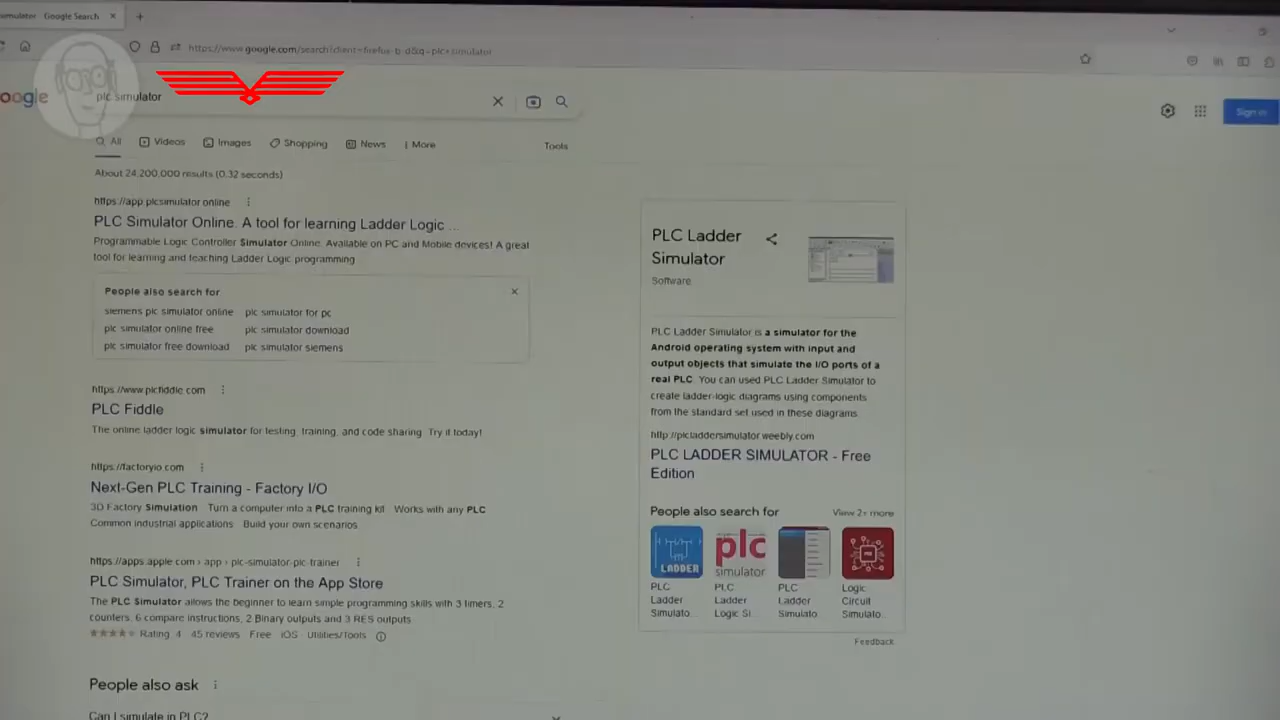 simulator - Google Search
https://www.google.com/search?client=firefox-b-d&q=plc+simulator
oogle
plc simulator
Sign in
All
Videos
Images
Shopping
News
More
Tools
About 24,200,000 results (0.32 seconds)
https://app.plcsimulator.online
PLC Simulator Online. A tool for learning Ladder Logic ...
Programmable Logic Controller Simulator Online. Available on PC and Mobile devices! A great
tool for learning and teaching Ladder Logic programming
People also search for
siemens plc simulator online
plc simulator for pc
plc simulator online free
plc simulator download
plc simulator free download
plc simulator siemens
https://www.plcfiddle.com
PLC Fiddle
The online ladder logic simulator for testing, training, and code sharing. Try it today!
https://factoryio.com
Next-Gen PLC Training - Factory I/O
3D Factory Simulation Turn a computer into a PLC training kit Works with any PLC
Common industrial applications Build your own scenarios
https://apps.apple.com › app › plc-simulator-plc-trainer
PLC Simulator, PLC Trainer on the App Store
The PLC Simulator allows the beginner to learn simple programming skills with 3 timers, 2
counters, 6 compare instructions, 2 Binary outputs and 3 RES outputs
Rating 4 45 reviews Free iOS Utilities/Tools
People also ask
Can I simulate in PLC?
PLC Ladder
Simulator
Software
PLC Ladder Simulator is a simulator for the
Android operating system with input and
output objects that simulate the I/O ports of a
real PLC. You can used PLC Ladder Simulator to
create ladder-logic diagrams using components
from the standard set used in these diagrams.
http://plcladdersimulator.weebly.com
PLC LADDER SIMULATOR - Free
Edition
People also search for
View 2+ more
LADDER
plc
simulator
PLC
Ladder
Simulato...
PLC
Ladder
Logic Si...
PLC
Ladder
Simulato...
Logic
Circuit
Simulato...
Feedback